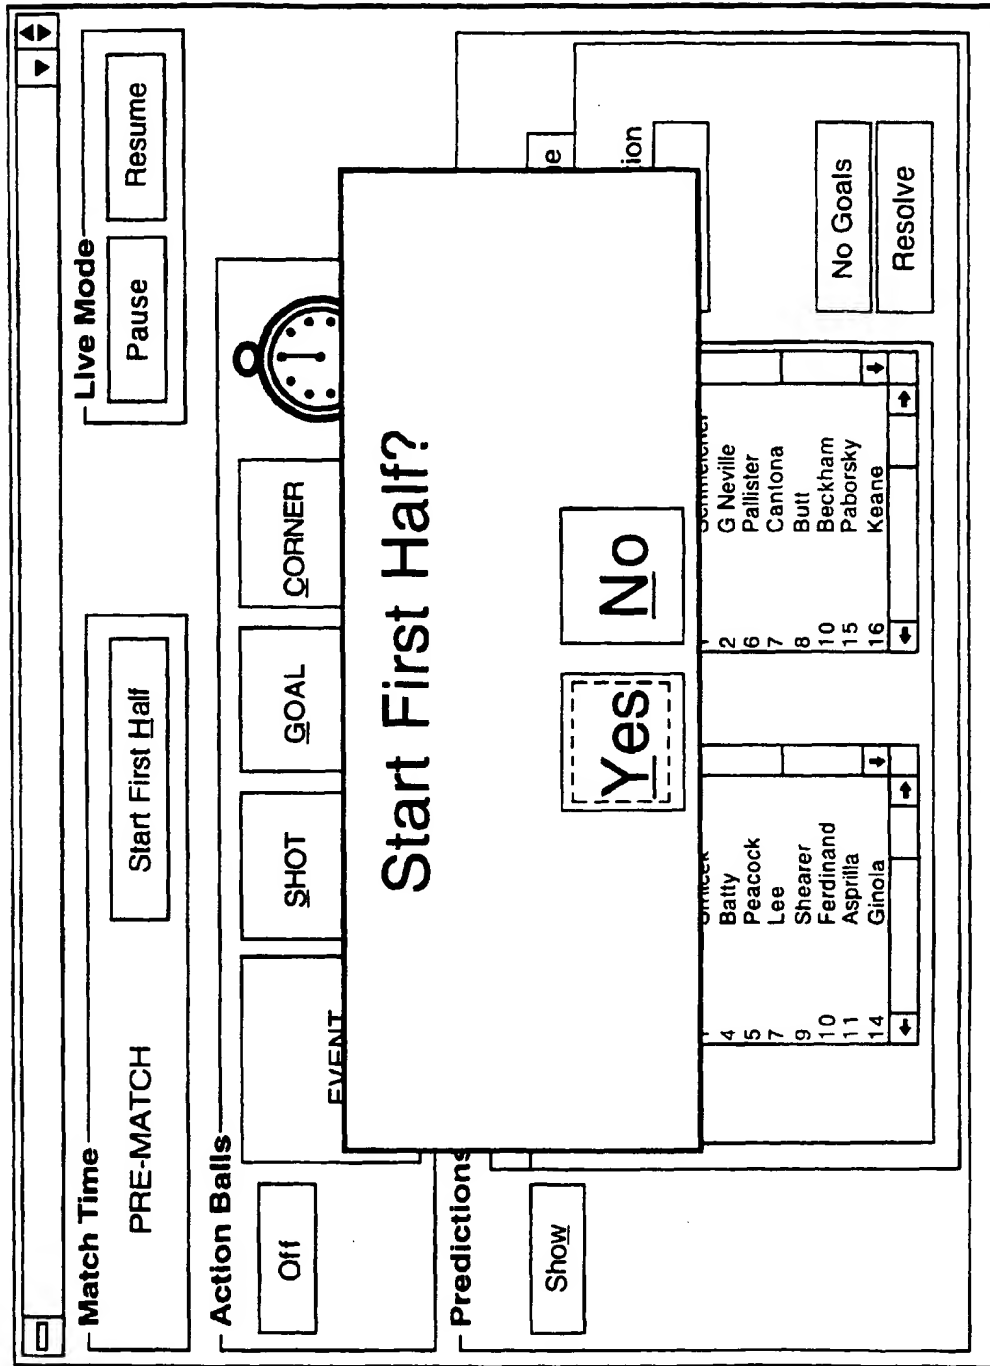 Match Time
PRE-MATCH
Start First Half
Live Mode
Pause
Resume
Action Balls
Off
EVENT
SHOT
GOAL
CORNER
Start First Half?
Yes
No
Predictions
Show
4 Batty
5 Peacock
7 Lee
9 Shearer
10 Ferdinand
11 Asprilla
14 Ginola
2 G Neville
6 Pallister
7 Cantona
8 Butt
10 Beckham
15 Paborsky
16 Keane
No Goals
Resolve